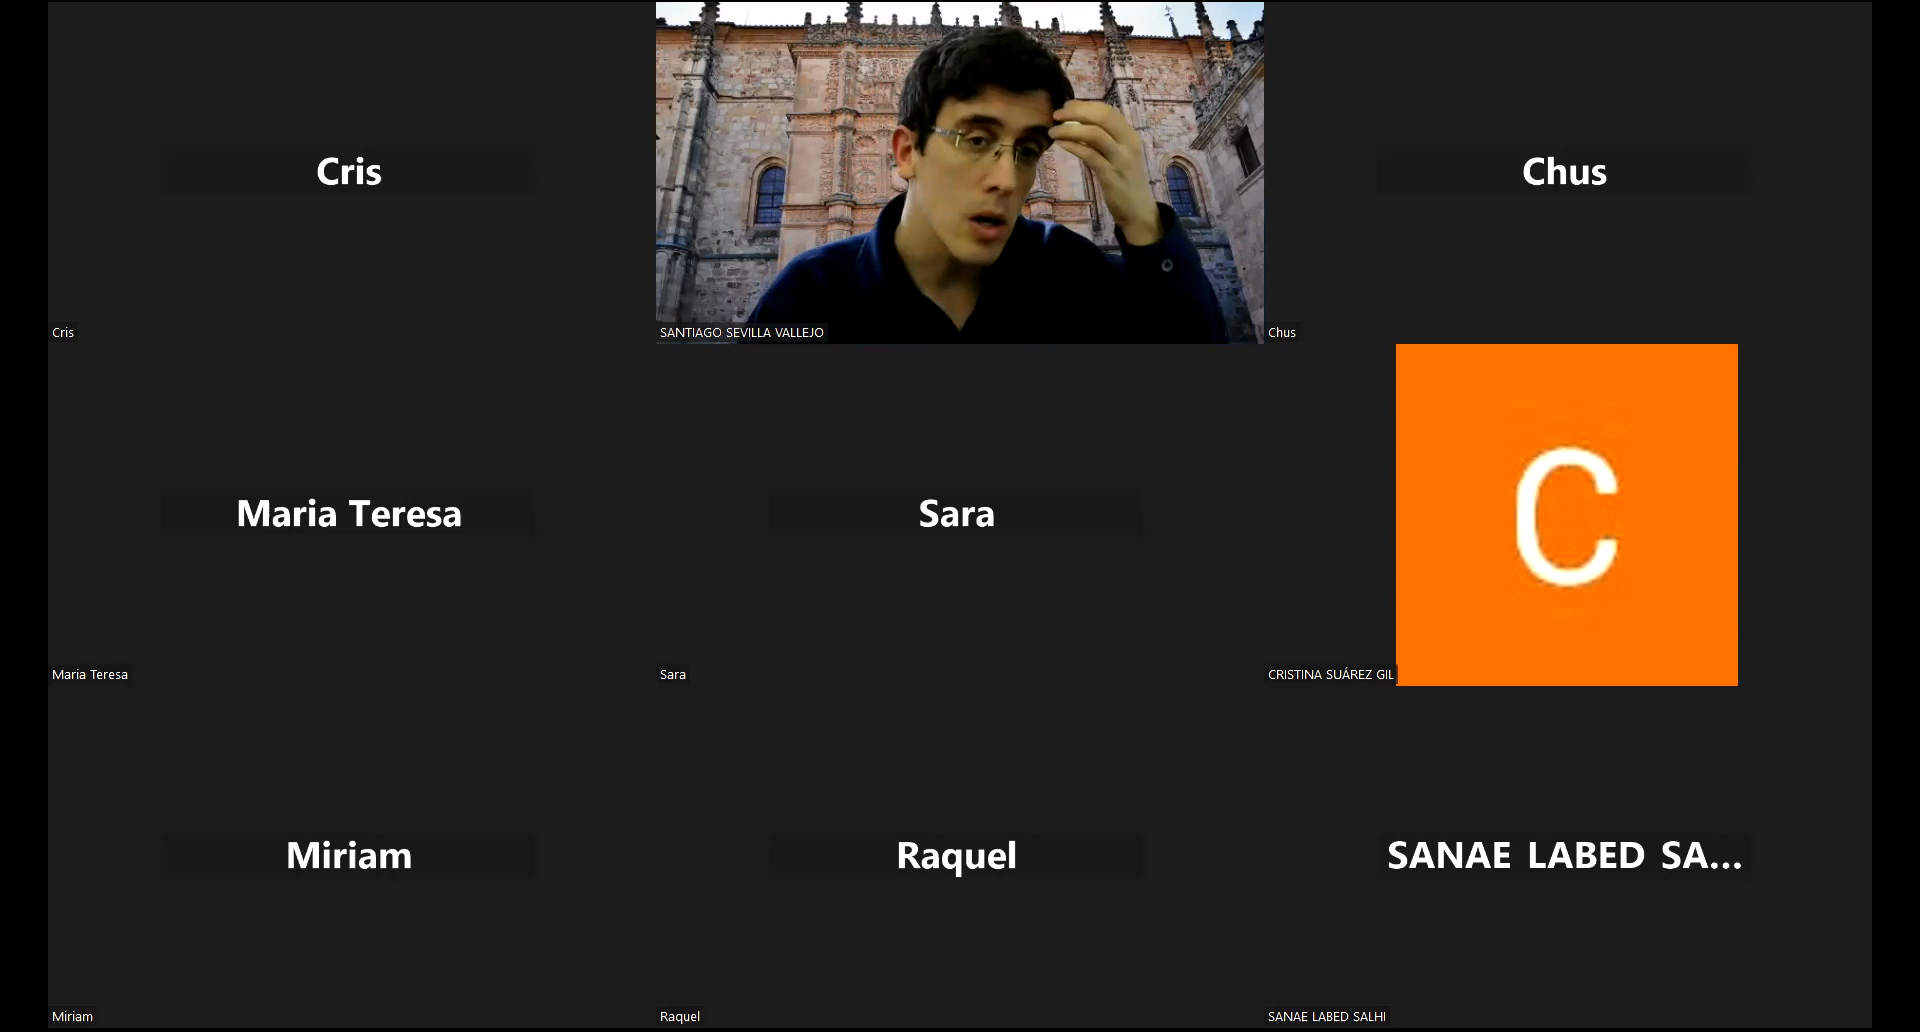 Cris
Cris
SANTIAGO SEVILLA VALLEJO
Chus
Chus
Maria Teresa
Maria Teresa
Sara
Sara
C
CRISTINA SUÁREZ GIL
Miriam
Miriam
Raquel
Raquel
SANAE LABED SA...
SANAE LABED SALHI